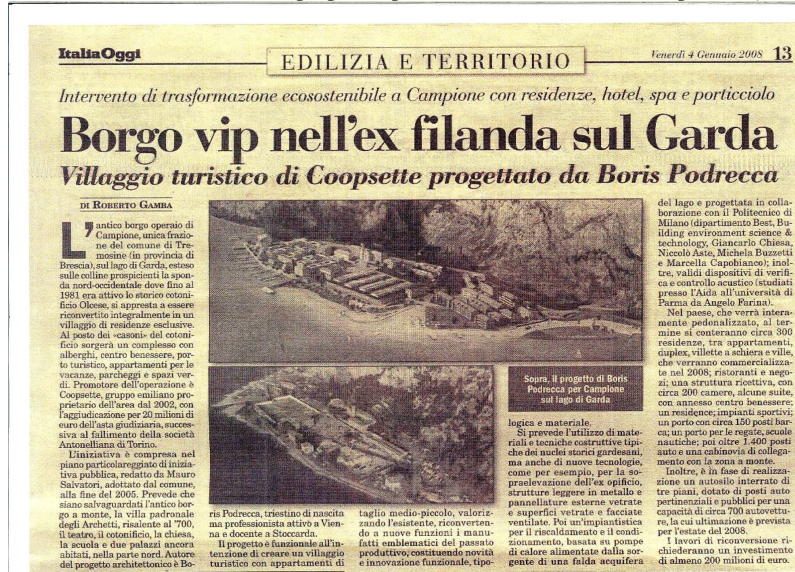 ItaliaOggi
EDILIZIA E TERRITORIO
Venerdì 4 Gennaio 2008 13
Intervento di trasformazione ecosostenibile a Campione con residenze, hotel, spa e porticciolo
Borgo vip nell'ex filanda sul Garda
Villaggio turistico di Coopsette progettato da Boris Podrecca
DI ROBERTO GAMBA
L'antico borgo operaio di
Campione, unica frazio-
ne del comune di Tre-
mosine (in provincia di
Brescia), sul lago di Garda, esteso
sulle colline prospicienti la spon-
da nord-occidentale dove fino al
1981 era attivo lo storico cotoni-
ficio Olcese, si appresta a essere
riconvertito integralmente in un
villaggio di residenze esclusive.
Al posto dei «casoni» del cotoni-
ficio sorgerà un complesso con
alberghi, centro benessere, por-
to turistico, appartamenti per le
vacanze, parcheggi e spazi ver-
di. Promotore dell'operazione è
Coopsette, gruppo emiliano pro-
prietario dell'area dal 2002, con
l'aggiudicazione per 20 milioni di
euro dell'asta giudiziaria, succes-
siva al fallimento della società
Antonelliana di Torino.
L'iniziativa è compresa nel
piano particolareggiato di inizia-
tiva pubblica, redatto da Mauro
Salvatori, adottato dal comune,
alla fine del 2005. Prevede che
siano salvaguardati l'antico bor-
go a monte, la villa padronale
degli Archetti, risalente al '700,
il teatro, il cotonificio, la chiesa,
la scuola e due palazzi ancora
abitati, nella parte nord. Autore
del progetto architettonico è Bo-
ris Podrecca, triestino di nascita
ma professionista attivo a Vien-
na e docente a Stoccarda.
Il progetto è funzionale all'in-
tenzione di creare un villaggio
turistico con appartamenti di
taglio medio-piccolo, valoriz-
zando l'esistente, riconverten-
do a nuove funzioni i manu-
fatti emblematici del passato
produttivo, costituendo novità
e innovazione funzionale, tipo-
Sopra, il progetto di Boris
Podrecca per Campione
sul lago di Garda
logica e materiale.
Si prevede l'utilizzo di mate-
riali e tecniche costruttive tipi-
che dei nuclei storici gardesani,
ma anche di nuove tecnologie,
come per esempio, per la so-
praelevazione dell'ex opificio,
strutture leggere in metallo e
pannellature esterne vetrate
e superfici vetrate e facciate
ventilate. Poi un'impiantistica
per il riscaldamento e il condi-
zionamento, basata su pompe
di calore alimentate dalla sor-
gente di una falda acquifera
del lago e progettata in colla-
borazione con il Politecnico di
Milano (dipartimento Best, Bu-
ilding environment science &
technology, Giancarlo Chiesa,
Niccolò Aste, Michela Buzzetti
e Marcella Capobianco); inol-
tre, validi dispositivi di verifi-
ca e controllo acustico (studiati
presso l'Aida all'università di
Parma da Angelo Farina).
Nel paese, che verrà intera-
mente pedonalizzato, al ter-
mine si conteranno circa 300
residenze, tra appartamenti,
duplex, villette a schiera e ville,
che verranno commercializza-
te nel 2008; ristoranti e nego-
zi; una struttura ricettiva, con
circa 200 camere, alcune suite,
con annesso centro benessere;
un residence; impianti sportivi;
un porto con circa 150 posti bar-
ca; un porto per le regate, scuole
nautiche; poi oltre 1.400 posti
auto e una cabinovia di collega-
mento con la zona a monte.
Inoltre, è in fase di realizza-
zione un autosilo interrato di
tre piani, dotato di posti auto
pertinenziali e pubblici per una
capacità di circa 700 autovettu-
re, la cui ultimazione è prevista
per l'estate del 2008.
I lavori di riconversione ri-
chiederanno un investimento
di almeno 200 milioni di euro.